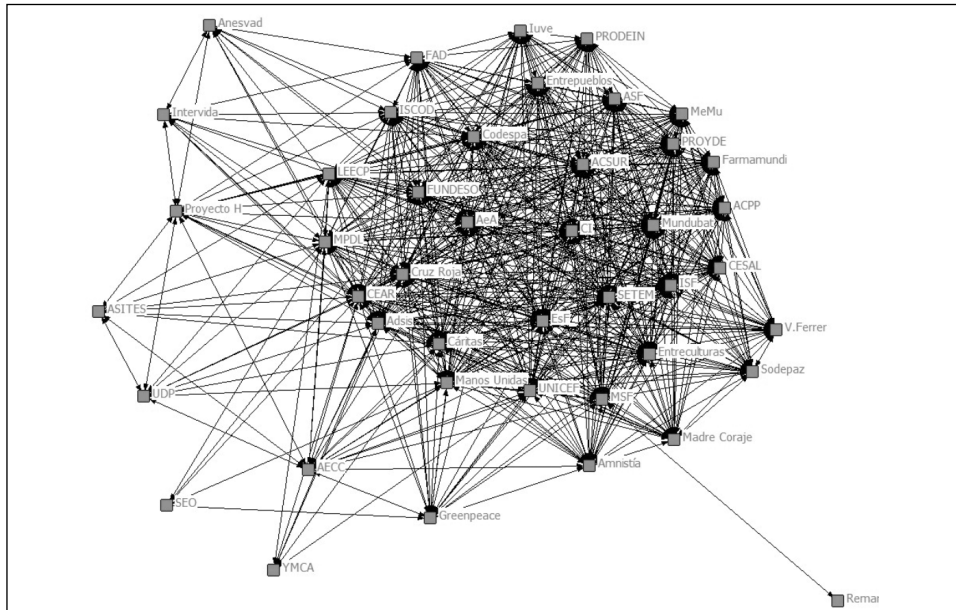 Anesvad
Iuve
PRODEIN
FAD
Entrepueblos
ASF
Intervida
ISCOD
MeMu
Codespa
PROYDE
Farmamundi
ACSUR
LEECP
FUNDESO
Proyecto H
ACPP
AeA
CI
Mundubat
MPDL
CESAL
Cruz Roja
ISF
CEAR
SETEM
ASITES
Adsis
EsF
V.Ferrer
Cáritas
Entreculturas
Sodepaz
Manos Unidas
UNICEF
UDP
MSF
Madre Coraje
AECC
Amnistía
SEO
Greenpeace
YMCA
Remar